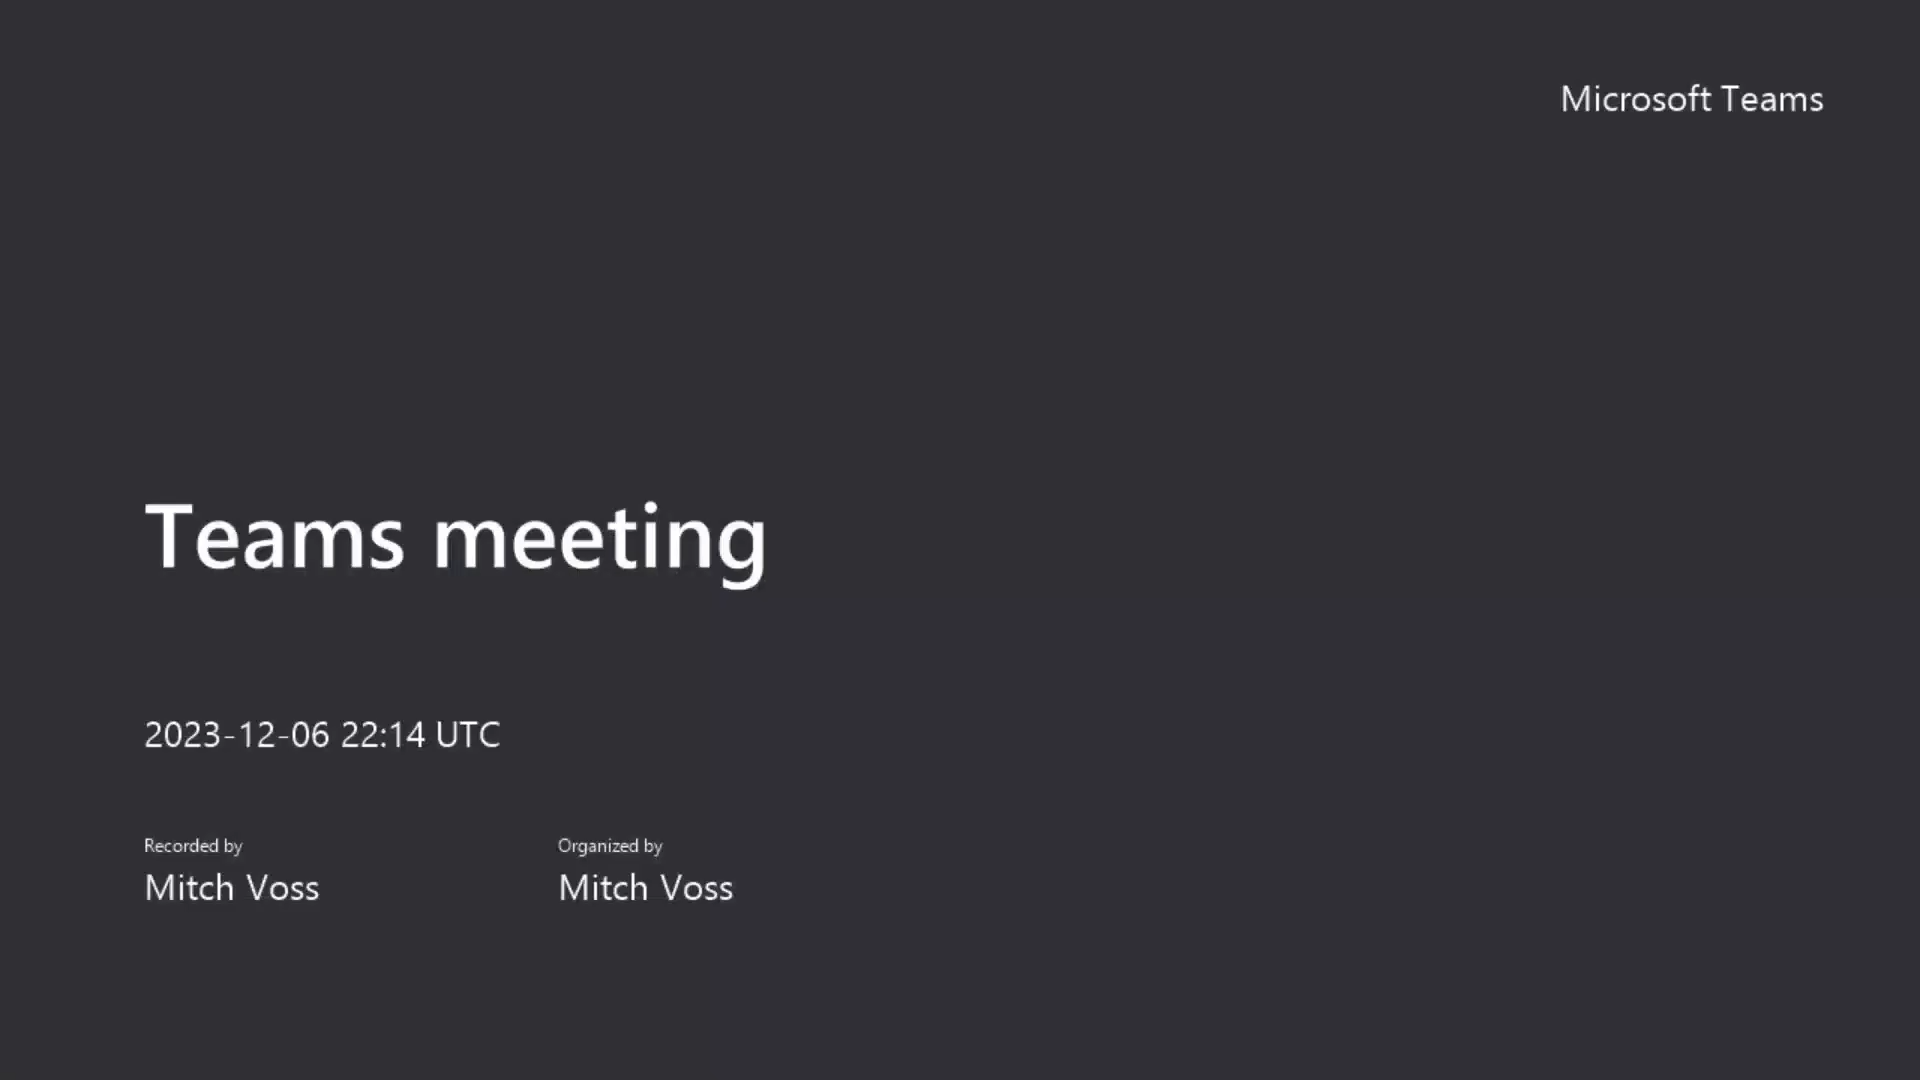 Microsoft Teams
Teams meeting
2023-12-06 22:14 UTC
Recorded by
Organized by
Mitch Voss
Mitch Voss